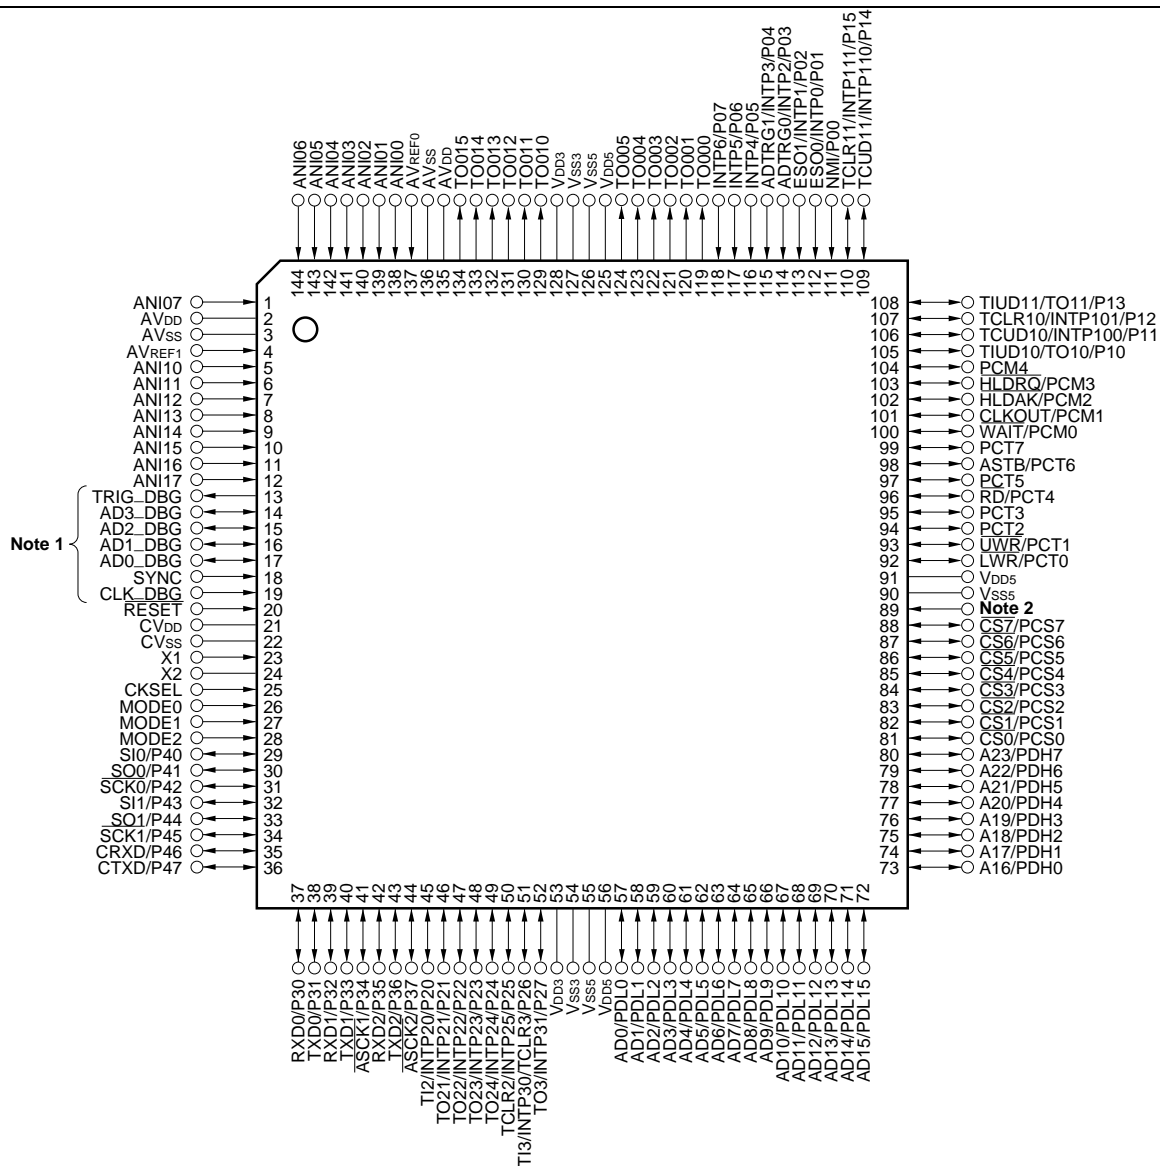 ANI06
ANI05
ANI04
ANI03
ANI02
ANI01
ANI00
AVREF0
AVSS
AVDD
TO015
TO014
TO013
TO012
TO011
TO010
VDD3
VSS3
VSS5
VDD5
TO005
TO004
TO003
TO002
TO001
TO000
INTP6/P07
INTP5/P06
INTP4/P05
ADTRG1/INTP3/P04
ADTRG0/INTP2/P03
ESO1/INTP1/P02
ESO0/INTP0/P01
NMI/P00
TCLR11/INTP111/P15
TCUD11/INTP110/P14
144
143
142
141
140
139
138
137
136
135
134
133
132
131
130
129
128
127
126
125
124
123
122
121
120
119
118
117
116
115
114
113
112
111
110
109
ANI07 1
AVDD 2
AVSS 3
AVREF1 4
ANI10 5
ANI11 6
ANI12 7
ANI13 8
ANI14 9
ANI15 10
ANI16 11
ANI17 12
Note 1
TRIG_DBG 13
AD3_DBG 14
AD2_DBG 15
AD1_DBG 16
AD0_DBG 17
SYNC 18
CLK_DBG 19
RESET 20
CVDD 21
CVSS 22
X1 23
X2 24
CKSEL 25
MODE0 26
MODE1 27
MODE2 28
SI0/P40 29
SO0/P41 30
SCK0/P42 31
SI1/P43 32
SO1/P44 33
SCK1/P45 34
CRXD/P46 35
CTXD/P47 36
108 TIUD11/TO11/P13
107 TCLR10/INTP101/P12
106 TCUD10/INTP100/P11
105 TIUD10/TO10/P10
104 PCM4
103 HLDRQ/PCM3
102 HLDAK/PCM2
101 CLKOUT/PCM1
100 WAIT/PCM0
99 PCT7
98 ASTB/PCT6
97 PCT5
96 RD/PCT4
95 PCT3
94 PCT2
93 UWR/PCT1
92 LWR/PCT0
91 VDD5
90 VSS5
89 Note 2
88 CS7/PCS7
87 CS6/PCS6
86 CS5/PCS5
85 CS4/PCS4
84 CS3/PCS3
83 CS2/PCS2
82 CS1/PCS1
81 CS0/PCS0
80 A23/PDH7
79 A22/PDH6
78 A21/PDH5
77 A20/PDH4
76 A19/PDH3
75 A18/PDH2
74 A17/PDH1
73 A16/PDH0
37
38
39
40
41
42
43
44
45
46
47
48
49
50
51
52
53
54
55
56
57
58
59
60
61
62
63
64
65
66
67
68
69
70
71
72
RXD0/P30
TXD0/P31
RXD1/P32
TXD1/P33
ASCK1/P34
RXD2/P35
TXD2/P36
ASCK2/P37
TI2/INTP20/P20
TO21/INTP21/P21
TO22/INTP22/P22
TO23/INTP23/P23
TO24/INTP24/P24
TCLR2/INTP25/P25
TI3/INTP30/TCLR3/P26
TO3/INTP31/P27
VDD3
VSS3
VSS5
VDD5
AD0/PDL0
AD1/PDL1
AD2/PDL2
AD3/PDL3
AD4/PDL4
AD5/PDL5
AD6/PDL6
AD7/PDL7
AD8/PDL8
AD9/PDL9
AD10/PDL10
AD11/PDL11
AD12/PDL12
AD13/PDL13
AD14/PDL14
AD15/PDL15